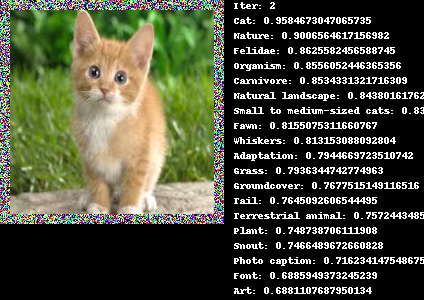 Iter: 2
Cat: 0.9584673047065735
Nature: 0.9006564617156982
Felidae: 0.8625582456588745
Organism: 0.8556052446365356
Carnivore: 0.8534331321716309
Natural landscape: 0.84380161762
Small to medium-sized cats: 0.83
Fawn: 0.8155075311660767
Whiskers: 0.813153088092804
Adaptation: 0.7944669723510742
Grass: 0.7936344742774963
Groundcover: 0.7677515149116516
Tail: 0.7645092606544495
Terrestrial animal: 0.7572443485
Plant: 0.748738706111908
Snout: 0.7466489672660828
Photo caption: 0.716234147548675
Font: 0.6885949373245239
Art: 0.6881107687950134